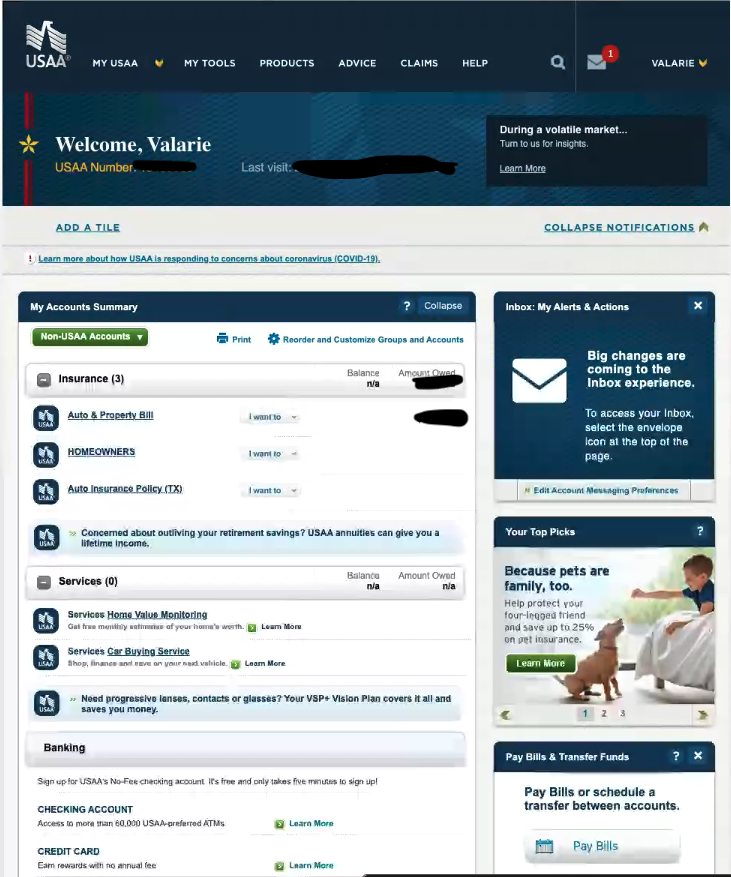 USAA®
MY USAA
MY TOOLS
PRODUCTS
ADVICE
CLAIMS
HELP
1
VALARIE
Welcome, Valarie
USAA Number:
Last visit:
During a volatile market...
Turn to us for insights.
Learn More
ADD A TILE
COLLAPSE NOTIFICATIONS
! Learn more about how USAA is responding to concerns about coronavirus (COVID-19).
My Accounts Summary
? Collapse
Non-USAA Accounts
Print
Reorder and Customize Groups and Accounts
Insurance (3)
Balance
n/a
Amount Owed
USAA
Auto & Property Bill
I want to
USAA
HOMEOWNERS
I want to
USAA
Auto Insurance Policy (TX)
I want to
USAA
» Concerned about outliving your retirement savings? USAA annuities can give you a
lifetime income.
Services (0)
Balance
n/a
Amount Owed
n/a
USAA
Services Home Value Monitoring
Get free monthly estimates of your home's worth. Learn More
USAA
Services Car Buying Service
Shop, finance and save on your next vehicle. Learn More
USAA
» Need progressive lenses, contacts or glasses? Your VSP+ Vision Plan covers it all and
saves you money.
Banking
Sign up for USAA's No-Fee checking account. It's free and only takes five minutes to sign up!
CHECKING ACCOUNT
Access to more than 60,000 USAA-preferred ATMs
Learn More
CREDIT CARD
Earn rewards with no annual fee
Learn More
Inbox: My Alerts & Actions
Big changes are
coming to the
Inbox experience.
To access your Inbox,
select the envelope
icon at the top of the
page.
» Edit Account Messaging Preferences
Your Top Picks
?
Because pets are
family, too.
Help protect your
four-legged friend
and save up to 25%
on pet insurance.
Learn More
1 2 3
Pay Bills & Transfer Funds
?
Pay Bills or schedule a
transfer between accounts.
Pay Bills